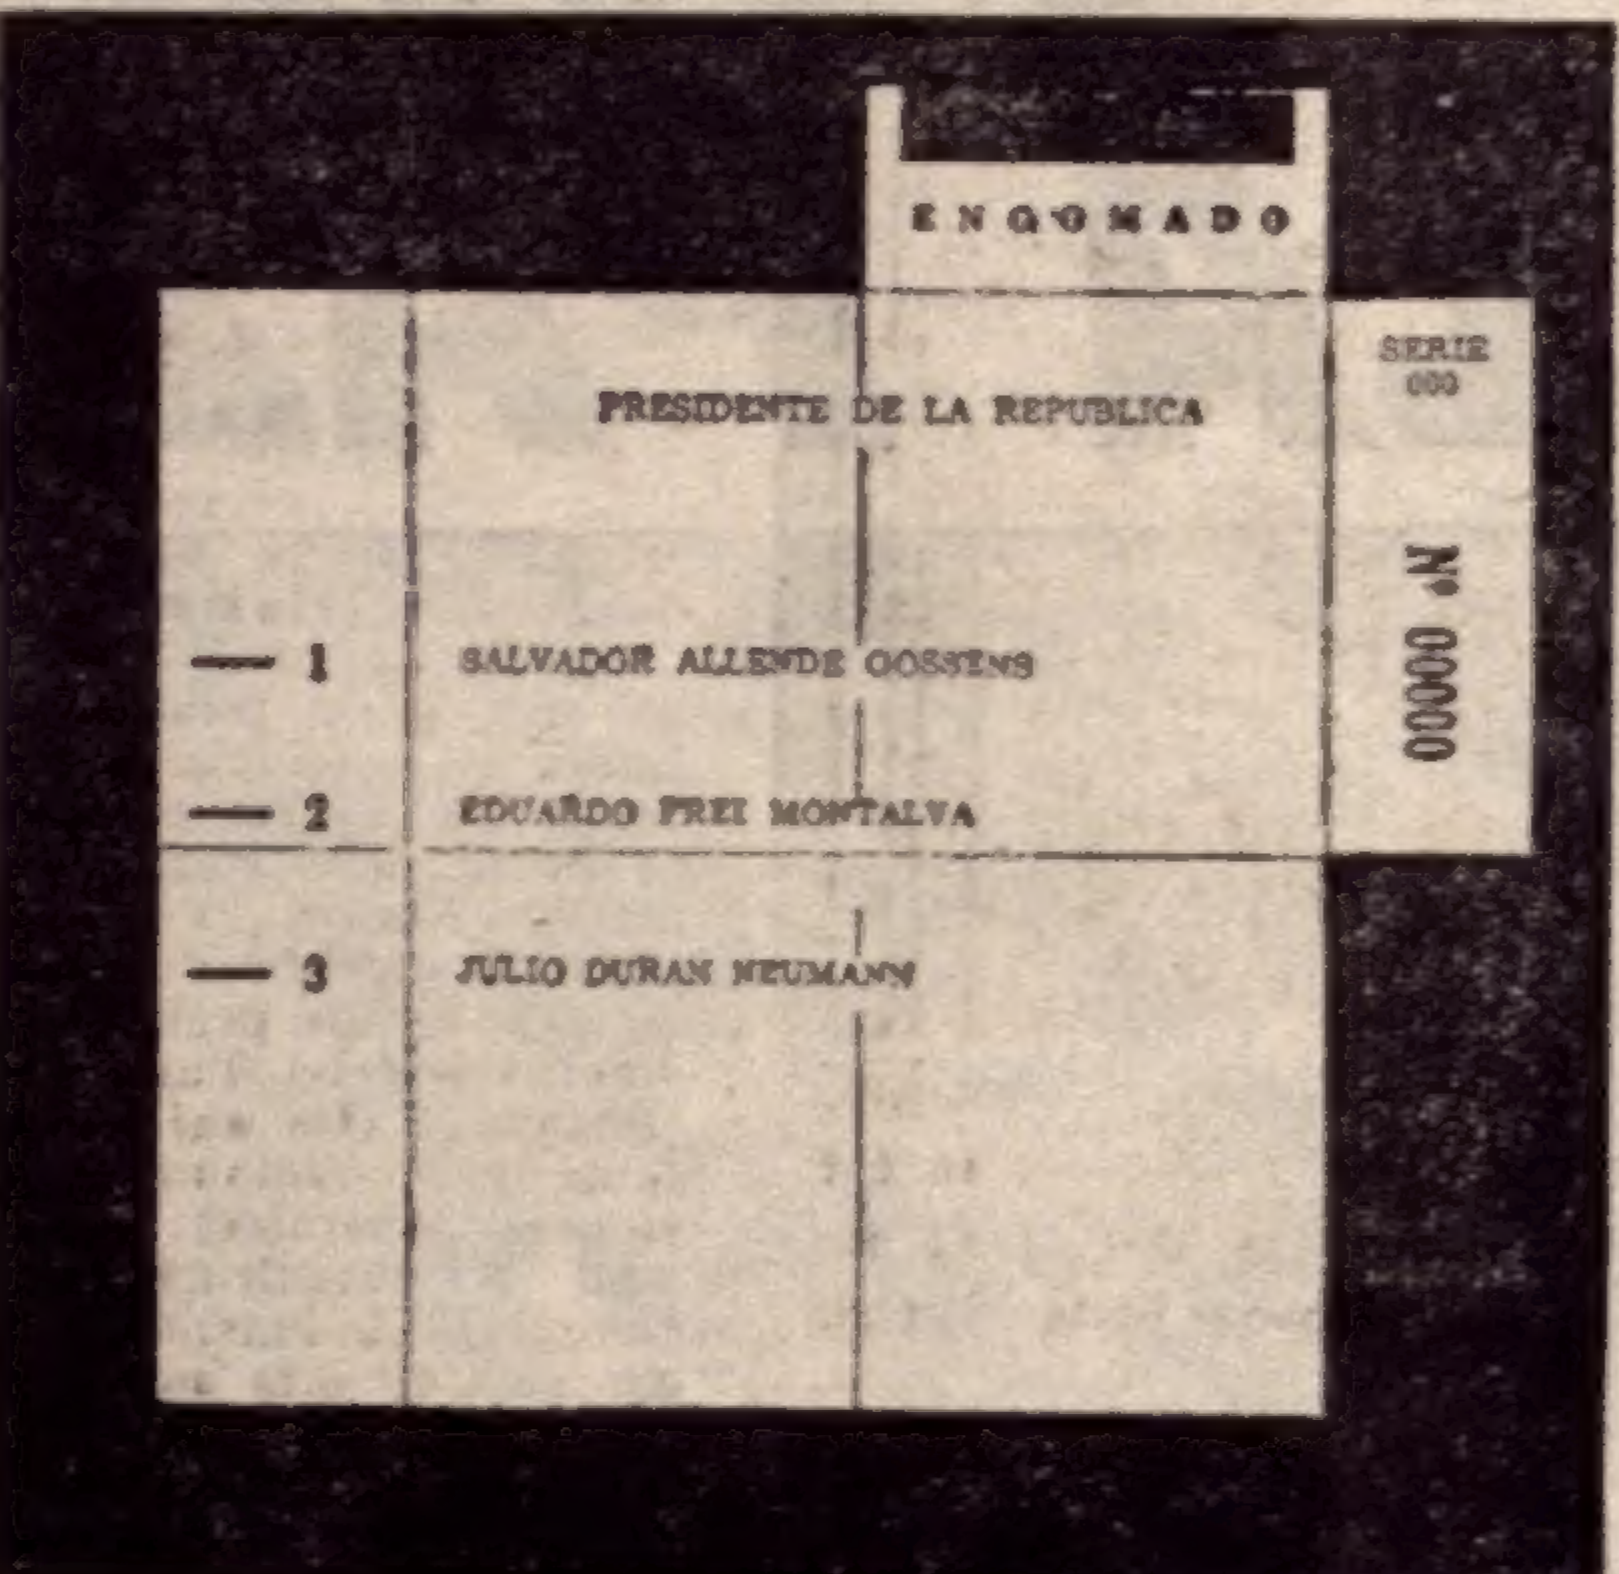 ENGOMADO
SERIE
000
PRESIDENTE DE LA REPUBLICA
Nº 0000
— 1 SALVADOR ALLENDE GOSSENS
— 2 EDUARDO FREI MONTALVA
— 3 JULIO DURAN NEUMANN